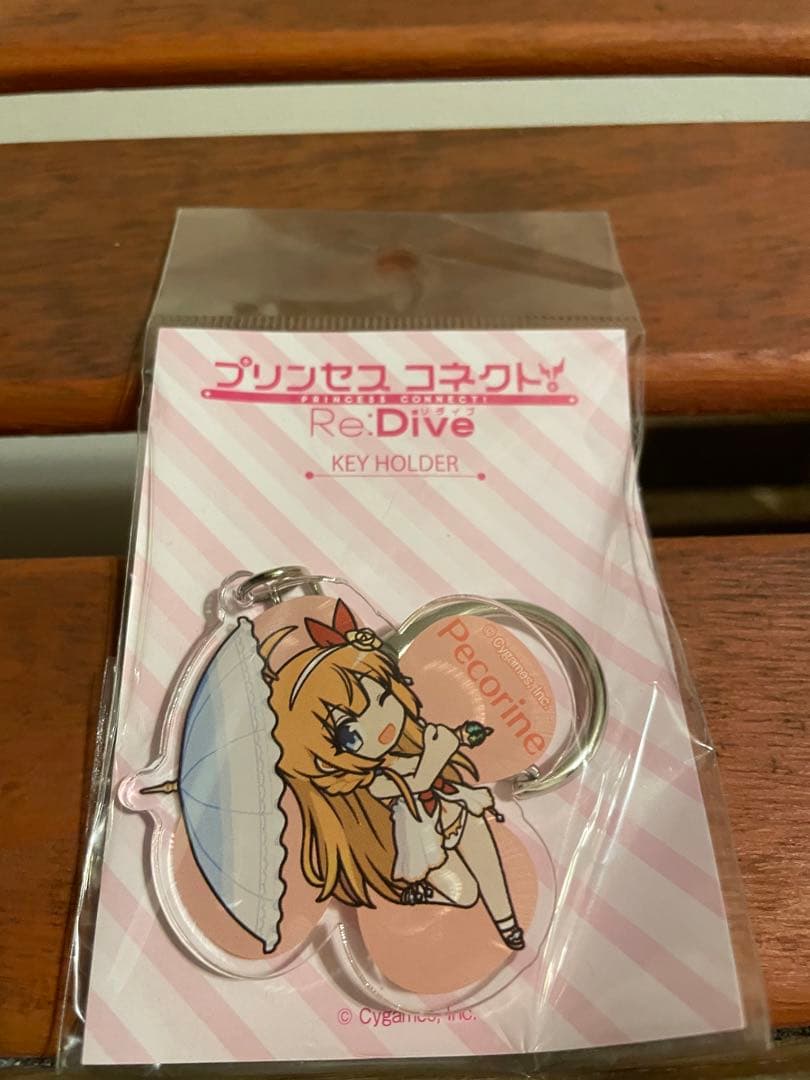 プリンセス コネクト!
PRINCESS CONNECT!
リダイブ
Re:Dive
KEY HOLDER
© Cygames, Inc.
Pecorine
© Cygames, Inc.